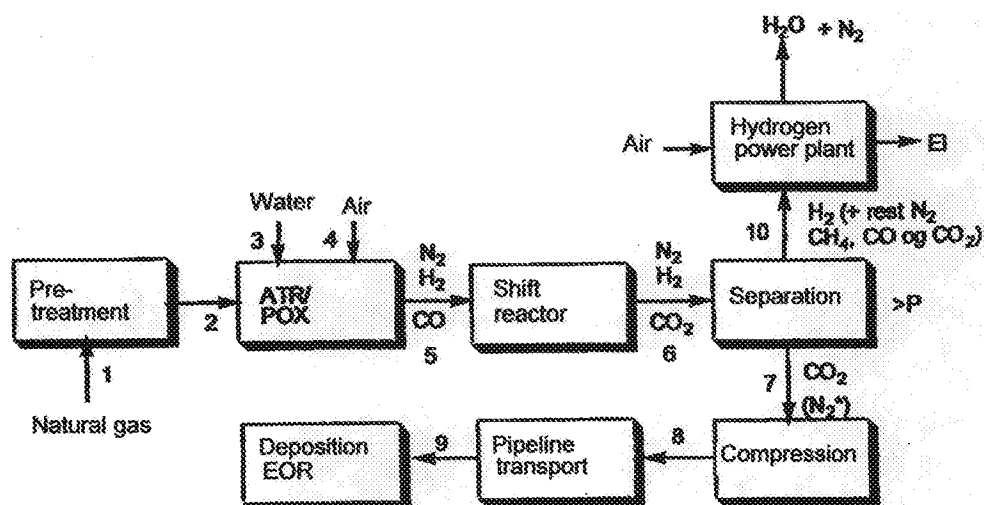 H₂O + N₂
Air
Hydrogen
power plant
El
Water
Air
3
4
N₂
H₂
CO
5
N₂
H₂
CO₂
6
10
H₂ (+ rest N₂
CH₄, CO og CO₂)
Pre-
treatment
2
ATR/
POX
Shift
reactor
Separation
>P
1
Natural gas
7
CO₂
(N₂")
Deposition
EOR
9
Pipeline
transport
8
Compression